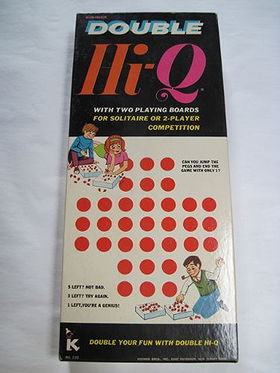 DOUBLE
Hi-Q
WITH TWO PLAYING BOARDS
FOR SOLITAIRE OR 2-PLAYER
COMPETITION
CAN YOU JUMP THE
PEGS AND END THE
GAME WITH ONLY 1?
5 LEFT? NOT BAD.
3 LEFT? TRY AGAIN.
1 LEFT, YOU'RE A GENIUS!
K
DOUBLE YOUR FUN WITH DOUBLE HI-Q